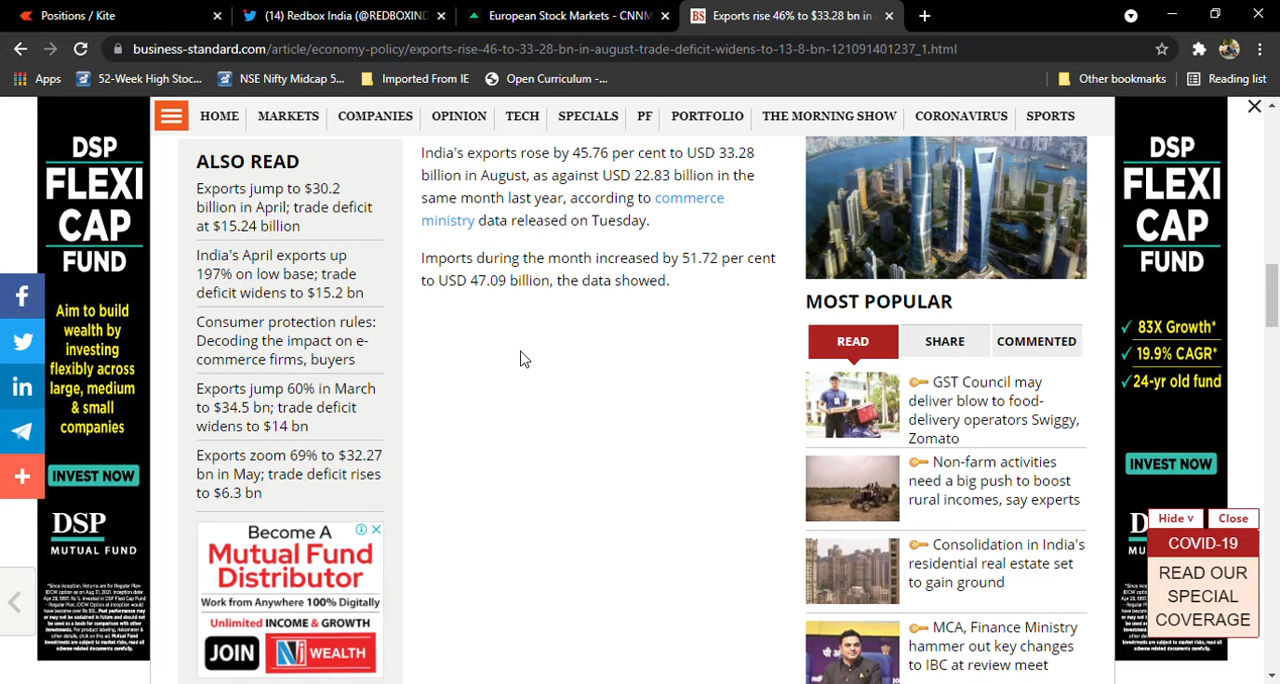 Positions / Kite
(14) Redbox India (@REDBOXIND
European Stock Markets - CNNM
BS Exports rise 46% to $33.28 bn in
business-standard.com/article/economy-policy/exports-rise-46-to-33-28-bn-in-august-trade-deficit-widens-to-13-8-bn-121091401237_1.html
Apps 52-Week High Stoc... NSE Nifty Midcap 5... Imported From IE Open Curriculum -... Other bookmarks Reading list
HOME MARKETS COMPANIES OPINION TECH SPECIALS PF PORTFOLIO THE MORNING SHOW CORONAVIRUS SPORTS
DSP
FLEXI
CAP
FUND
Aim to build
wealth by
investing
flexibly across
large, medium
& small
companies
INVEST NOW
DSP
MUTUAL FUND
ALSO READ
Exports jump to $30.2
billion in April; trade deficit
at $15.24 billion
India's April exports up
197% on low base; trade
deficit widens to $15.2 bn
Consumer protection rules:
Decoding the impact on e-
commerce firms, buyers
Exports jump 60% in March
to $34.5 bn; trade deficit
widens to $14 bn
Exports zoom 69% to $32.27
bn in May; trade deficit rises
to $6.3 bn
Become A
Mutual Fund
Distributor
Work from Anywhere 100% Digitally
Unlimited INCOME & GROWTH
JOIN NJ WEALTH
India's exports rose by 45.76 per cent to USD 33.28
billion in August, as against USD 22.83 billion in the
same month last year, according to commerce
ministry data released on Tuesday.
Imports during the month increased by 51.72 per cent
to USD 47.09 billion, the data showed.
MOST POPULAR
READ SHARE COMMENTED
GST Council may
deliver blow to food-
delivery operators Swiggy,
Zomato
Non-farm activities
need a big push to boost
rural incomes, say experts
Consolidation in India's
residential real estate set
to gain ground
MCA, Finance Ministry
hammer out key changes
to IBC at review meet
DSP
FLEXI
CAP
FUND
✓ 83X Growth*
✓ 19.9% CAGR*
✓ 24-yr old fund
INVEST NOW
D
MU
Hide v Close
COVID-19
READ OUR
SPECIAL
COVERAGE